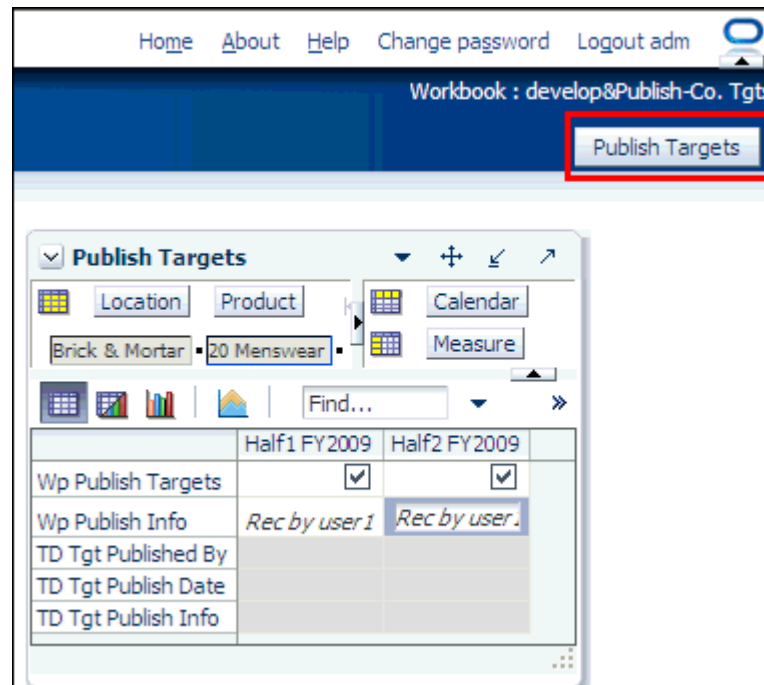 Home About Help Change password Logout adm
Workbook : develop&Publish-Co. Tgts
Publish Targets
Publish Targets
Location Product Calendar
Brick & Mortar 20 Menswear Measure
Find...
Half1 FY2009 Half2 FY2009
Wp Publish Targets
Wp Publish Info Rec by user1 Rec by user
TD Tgt Published By
TD Tgt Publish Date
TD Tgt Publish Info